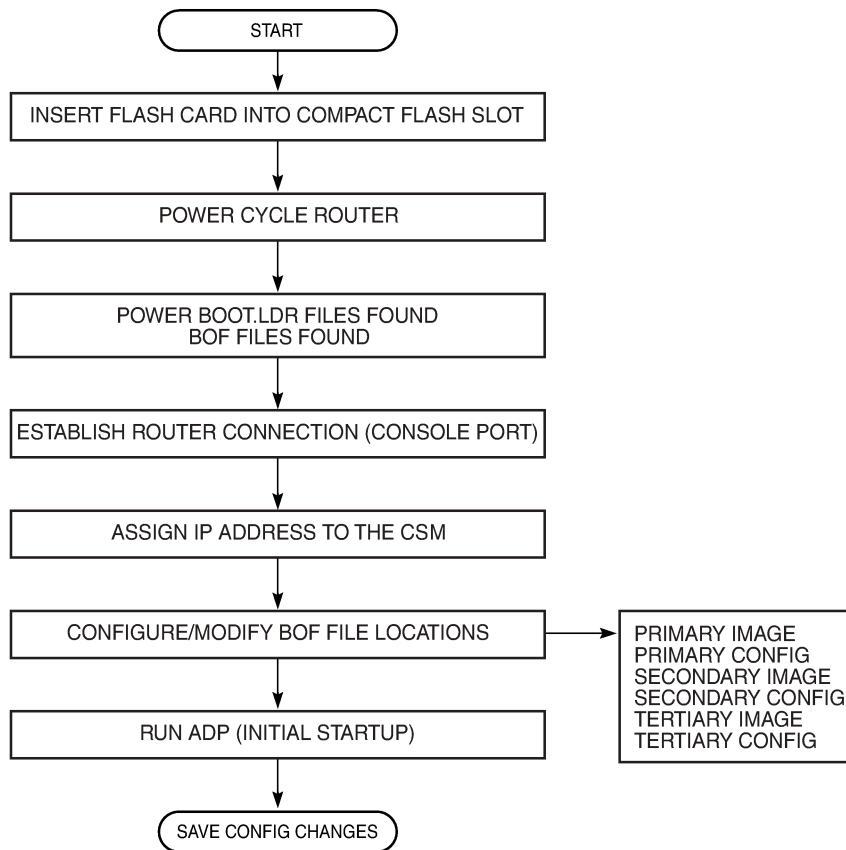 START
INSERT FLASH CARD INTO COMPACT FLASH SLOT
POWER CYCLE ROUTER
POWER BOOT.LDR FILES FOUND
BOF FILES FOUND
ESTABLISH ROUTER CONNECTION (CONSOLE PORT)
ASSIGN IP ADDRESS TO THE CSM
CONFIGURE/MODIFY BOF FILE LOCATIONS
PRIMARY IMAGE
PRIMARY CONFIG
SECONDARY IMAGE
SECONDARY CONFIG
TERTIARY IMAGE
TERTIARY CONFIG
RUN ADP (INITIAL STARTUP)
SAVE CONFIG CHANGES